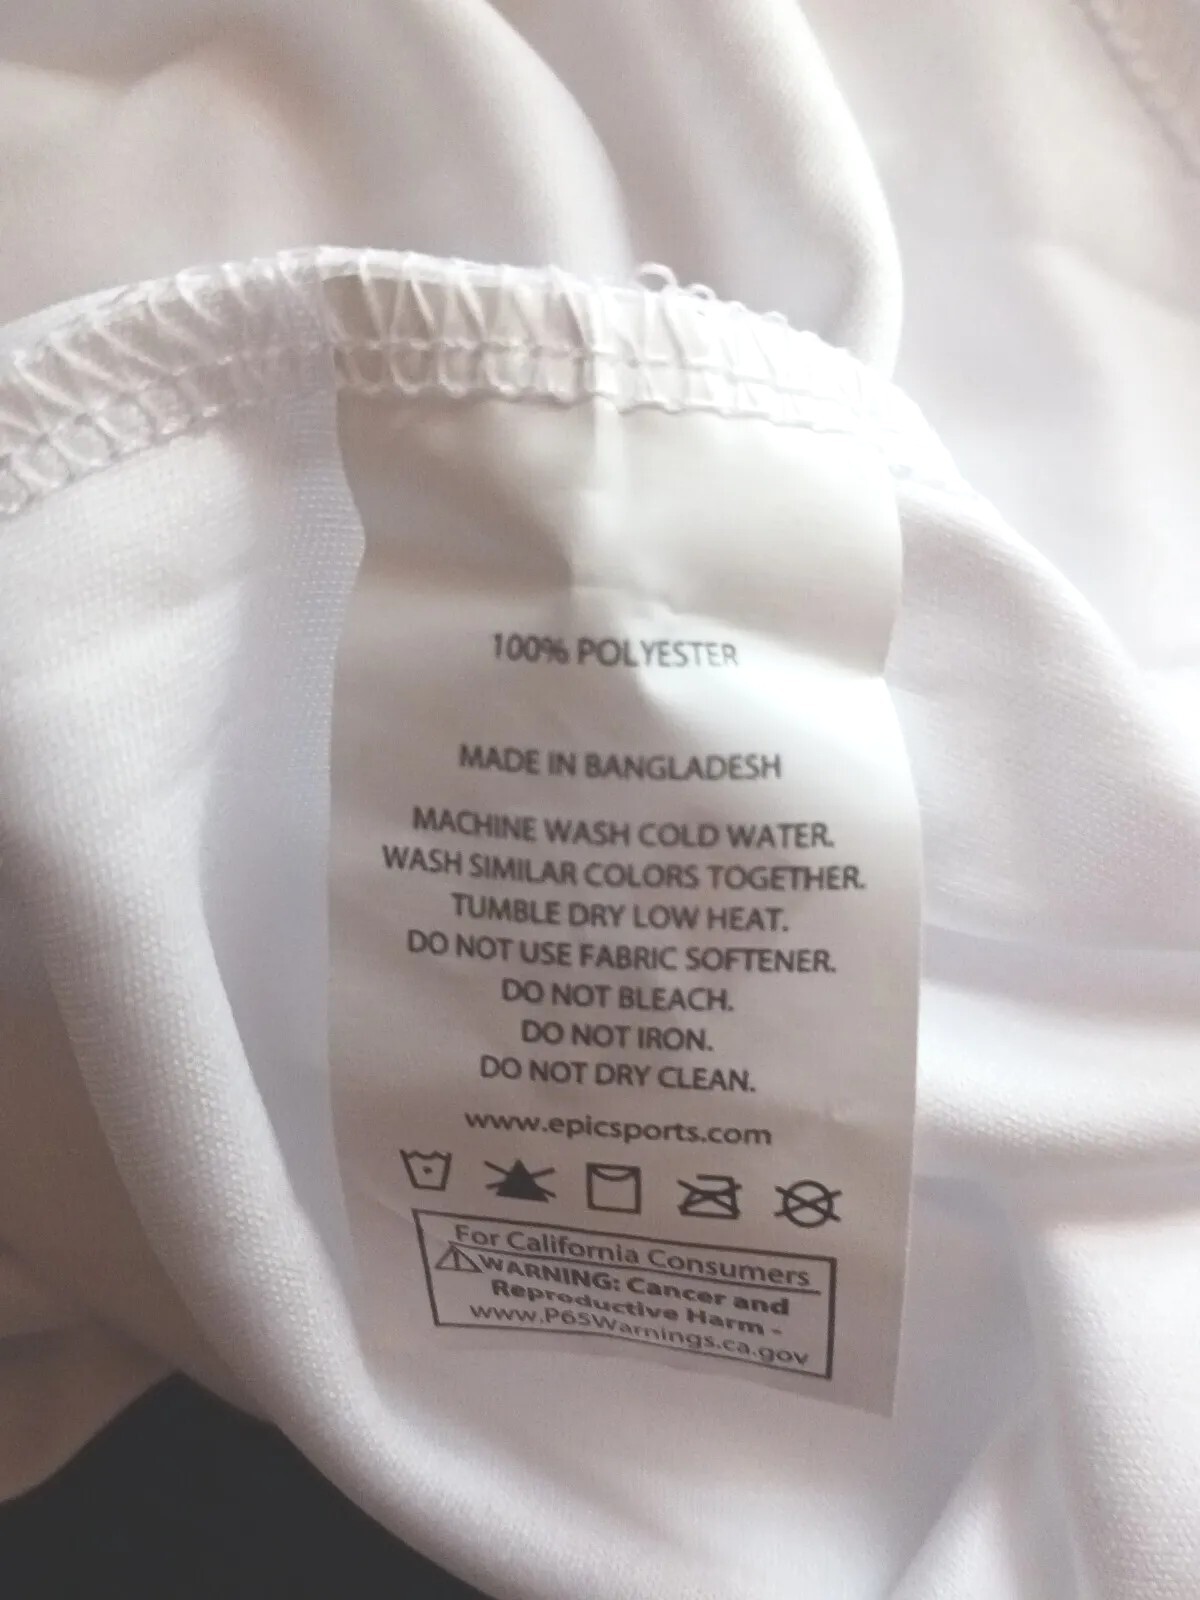 100% POLYESTER
MADE IN BANGLADESH
MACHINE WASH COLD WATER.
WASH SIMILAR COLORS TOGETHER.
TUMBLE DRY LOW HEAT.
DO NOT USE FABRIC SOFTENER.
DO NOT BLEACH.
DO NOT IRON.
DO NOT DRY CLEAN.
www.epicsports.com
For California Consumers
WARNING: Cancer and
Reproductive Harm -
www.P65Warnings.ca.gov